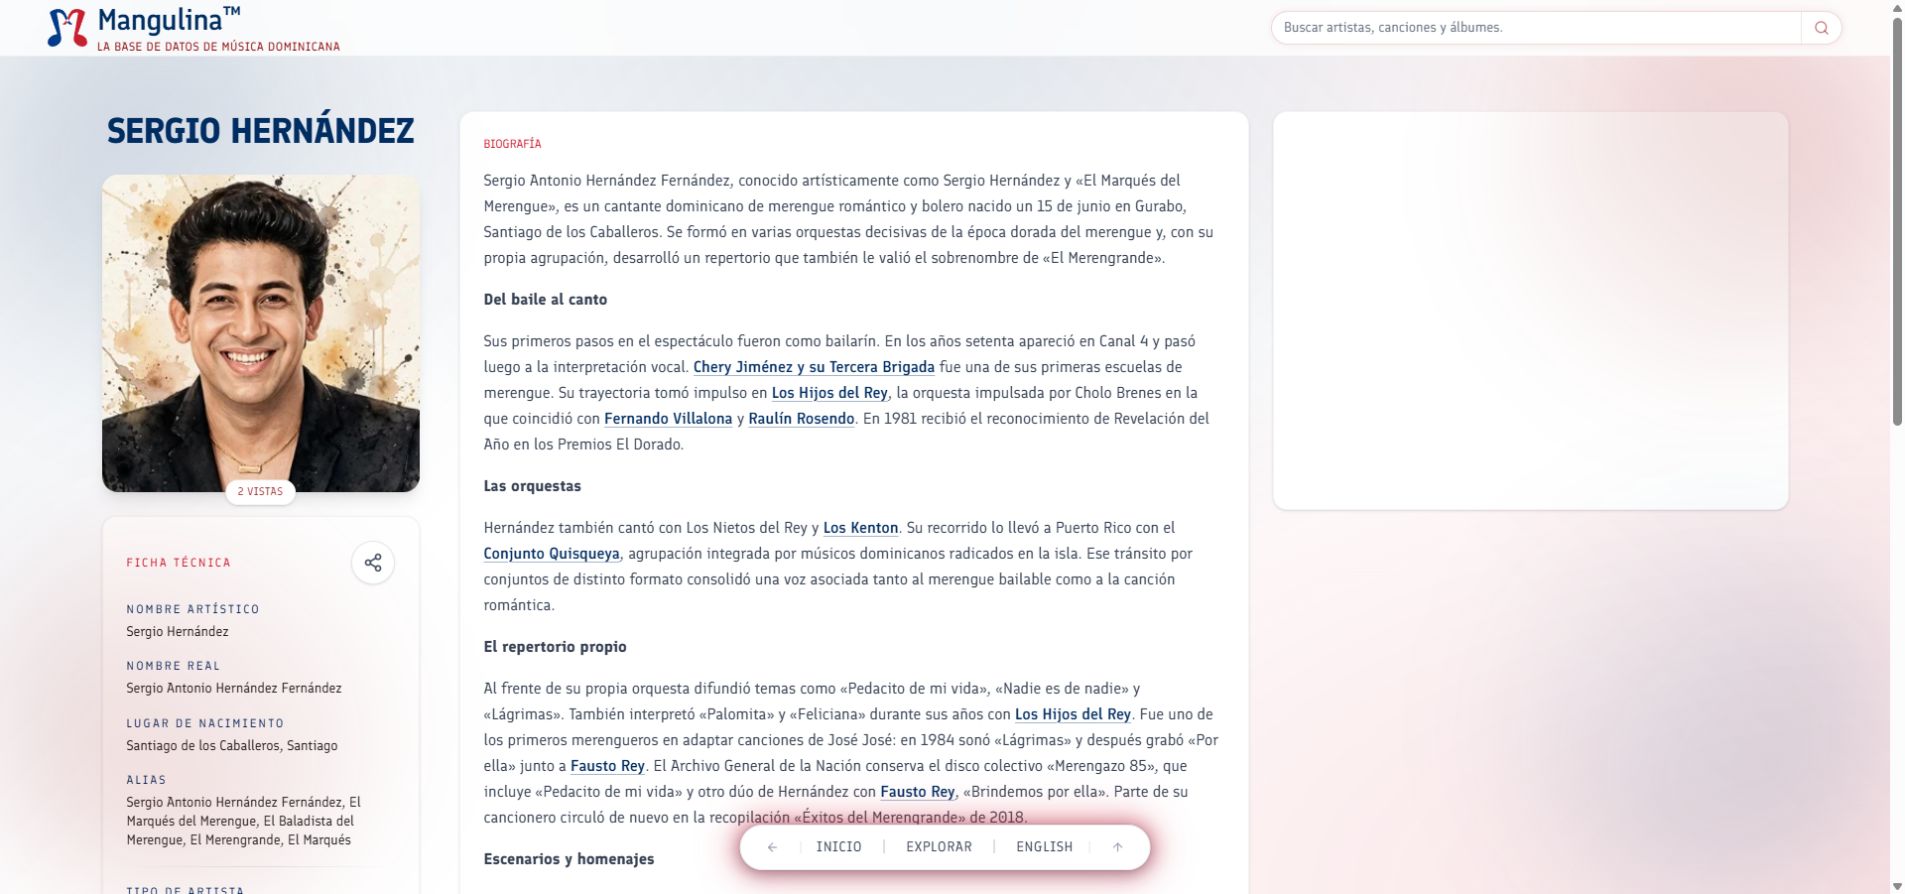 Mangulina™
LA BASE DE DATOS DE MÚSICA DOMINICANA
Buscar artistas, canciones y álbumes.
SERGIO HERNÁNDEZ
2 VISTAS
FICHA TÉCNICA
NOMBRE ARTÍSTICO
Sergio Hernández
NOMBRE REAL
Sergio Antonio Hernández Fernández
LUGAR DE NACIMIENTO
Santiago de los Caballeros, Santiago
ALIAS
Sergio Antonio Hernández Fernández, El
Marqués del Merengue, El Baladista del
Merengue, El Merengrande, El Marqués
TIPO DE ARTISTA
BIOGRAFÍA
Sergio Antonio Hernández Fernández, conocido artísticamente como Sergio Hernández y «El Marqués del
Merengue», es un cantante dominicano de merengue romántico y bolero nacido un 15 de junio en Gurabo,
Santiago de los Caballeros. Se formó en varias orquestas decisivas de la época dorada del merengue y, con su
propia agrupación, desarrolló un repertorio que también le valió el sobrenombre de «El Merengrande».
Del baile al canto
Sus primeros pasos en el espectáculo fueron como bailarín. En los años setenta apareció en Canal 4 y pasó
luego a la interpretación vocal. Chery Jiménez y su Tercera Brigada fue una de sus primeras escuelas de
merengue. Su trayectoria tomó impulso en Los Hijos del Rey, la orquesta impulsada por Cholo Brenes en la
que coincidió con Fernando Villalona y Raulín Rosendo. En 1981 recibió el reconocimiento de Revelación del
Año en los Premios El Dorado.
Las orquestas
Hernández también cantó con Los Nietos del Rey y Los Kenton. Su recorrido lo llevó a Puerto Rico con el
Conjunto Quisqueya, agrupación integrada por músicos dominicanos radicados en la isla. Ese tránsito por
conjuntos de distinto formato consolidó una voz asociada tanto al merengue bailable como a la canción
romántica.
El repertorio propio
Al frente de su propia orquesta difundió temas como «Pedacito de mi vida», «Nadie es de nadie» y
«Lágrimas». También interpretó «Palomita» y «Feliciana» durante sus años con Los Hijos del Rey. Fue uno de
los primeros merengueros en adaptar canciones de José José: en 1984 sonó «Lágrimas» y después grabó «Por
ella» junto a Fausto Rey. El Archivo General de la Nación conserva el disco colectivo «Merengazo 85», que
incluye «Pedacito de mi vida» y otro dúo de Hernández con Fausto Rey, «Brindemos por ella». Parte de su
cancionero circuló de nuevo en la recopilación «Éxitos del Merengrande» de 2018.
Escenarios y homenajes
INICIO
EXPLORAR
ENGLISH